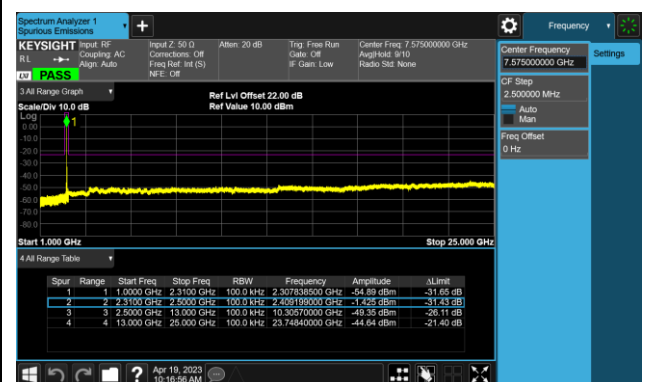 Spectrum Analyzer 1
Spurious Emissions
Frequency
KEYSIGHT
Input: RF
Coupling: AC
Align: Auto
Input Z: 50 Ω
Corrections: Off
Freq Ref: Int (S)
NFE: Off
Atten: 20 dB
Trig: Free Run
Gate: Off
IF Gain: Low
Center Freq: 7.575000000 GHz
Avg|Hold: 9/10
Radio Std: None
R L
LXI
PASS
Center Frequency
7.575000000 GHz
Settings
CF Step
2.500000 MHz
Auto
Man
Freq Offset
0 Hz
3 All Range Graph
Scale/Div 10.0 dB
Ref Lvl Offset 22.00 dB
Ref Value 10.00 dBm
Log
1
0.00
-10.0
-20.0
-30.0
-40.0
-50.0
-60.0
-70.0
-80.0
Start 1.000 GHz
Stop 25.000 GHz
4 All Range Table
Spur Range Start Freq Stop Freq RBW Frequency Amplitude ΔLimit
1 1 1.0000 GHz 2.3100 GHz 100.0 kHz 2.307838500 GHz -54.89 dBm -31.65 dB
2 2 2.3100 GHz 2.5000 GHz 100.0 kHz 2.409199000 GHz -1.425 dBm -31.43 dB
3 3 2.5000 GHz 13.000 GHz 100.0 kHz 10.30570000 GHz -49.35 dBm -26.11 dB
4 4 13.000 GHz 25.000 GHz 100.0 kHz 23.74840000 GHz -44.64 dBm -21.40 dB
?
Apr 19, 2023
10:16:56 AM